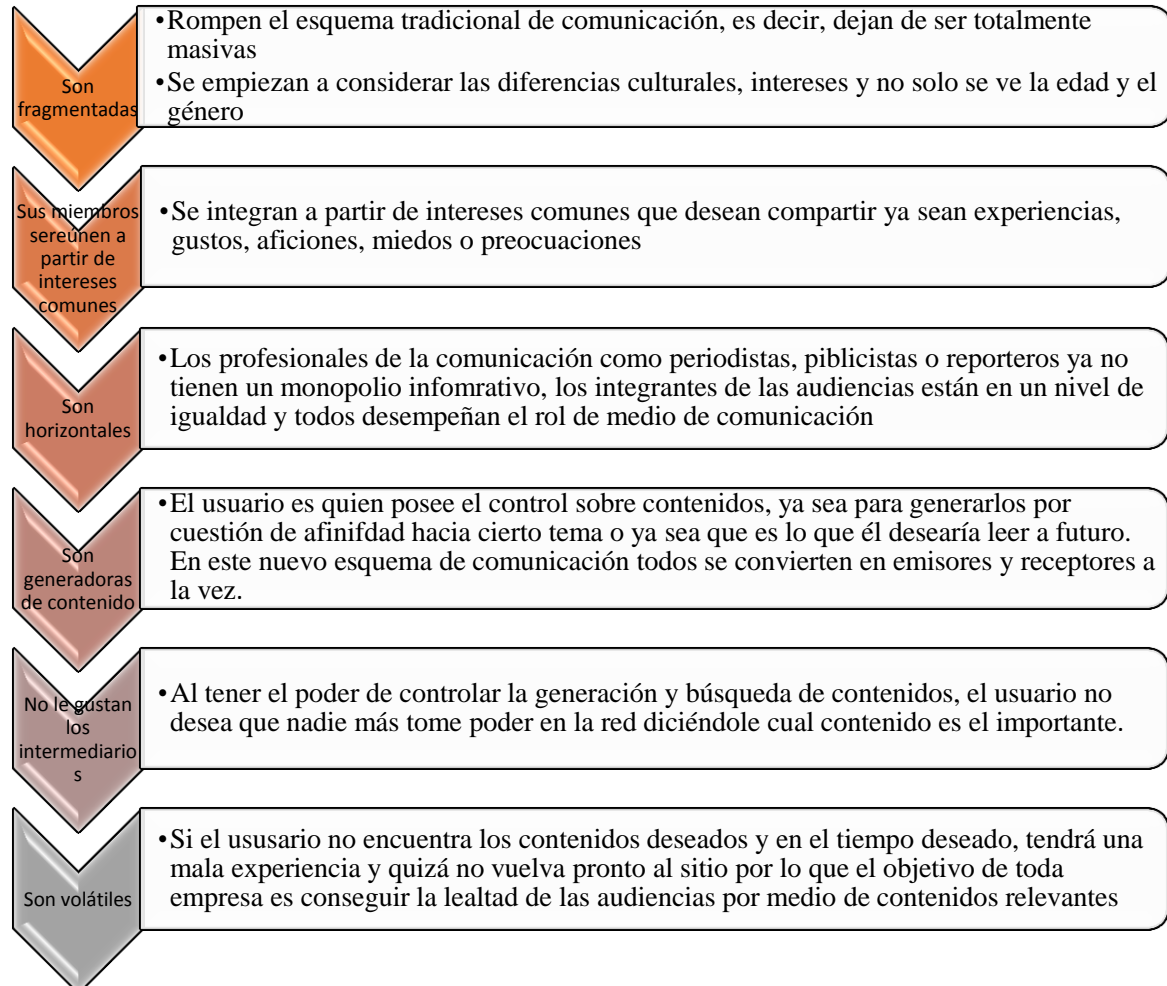 Son
fragmentadas
•Rompen el esquema tradicional de comunicación, es decir, dejan de ser totalmente
masivas
•Se empiezan a considerar las diferencias culturales, intereses y no solo se ve la edad y el
género
Sus miembros
sereúnen a
partir de
intereses
comunes
•Se integran a partir de intereses comunes que desean compartir ya sean experiencias,
gustos, aficiones, miedos o preocuaciones
Son
horizontales
•Los profesionales de la comunicación como periodistas, piblicistas o reporteros ya no
tienen un monopolio infomrativo, los integrantes de las audiencias están en un nivel de
igualdad y todos desempeñan el rol de medio de comunicación
Son
generadoras
de contenido
•El usuario es quien posee el control sobre contenidos, ya sea para generarlos por
cuestión de afinifdad hacia cierto tema o ya sea que es lo que él desearía leer a futuro.
En este nuevo esquema de comunicación todos se convierten en emisores y receptores a
la vez.
No le gustan
los
intermediario
s
•Al tener el poder de controlar la generación y búsqueda de contenidos, el usuario no
desea que nadie más tome poder en la red diciéndole cual contenido es el importante.
Son volátiles
•Si el ususario no encuentra los contenidos deseados y en el tiempo deseado, tendrá una
mala experiencia y quizá no vuelva pronto al sitio por lo que el objetivo de toda
empresa es conseguir la lealtad de las audiencias por medio de contenidos relevantes